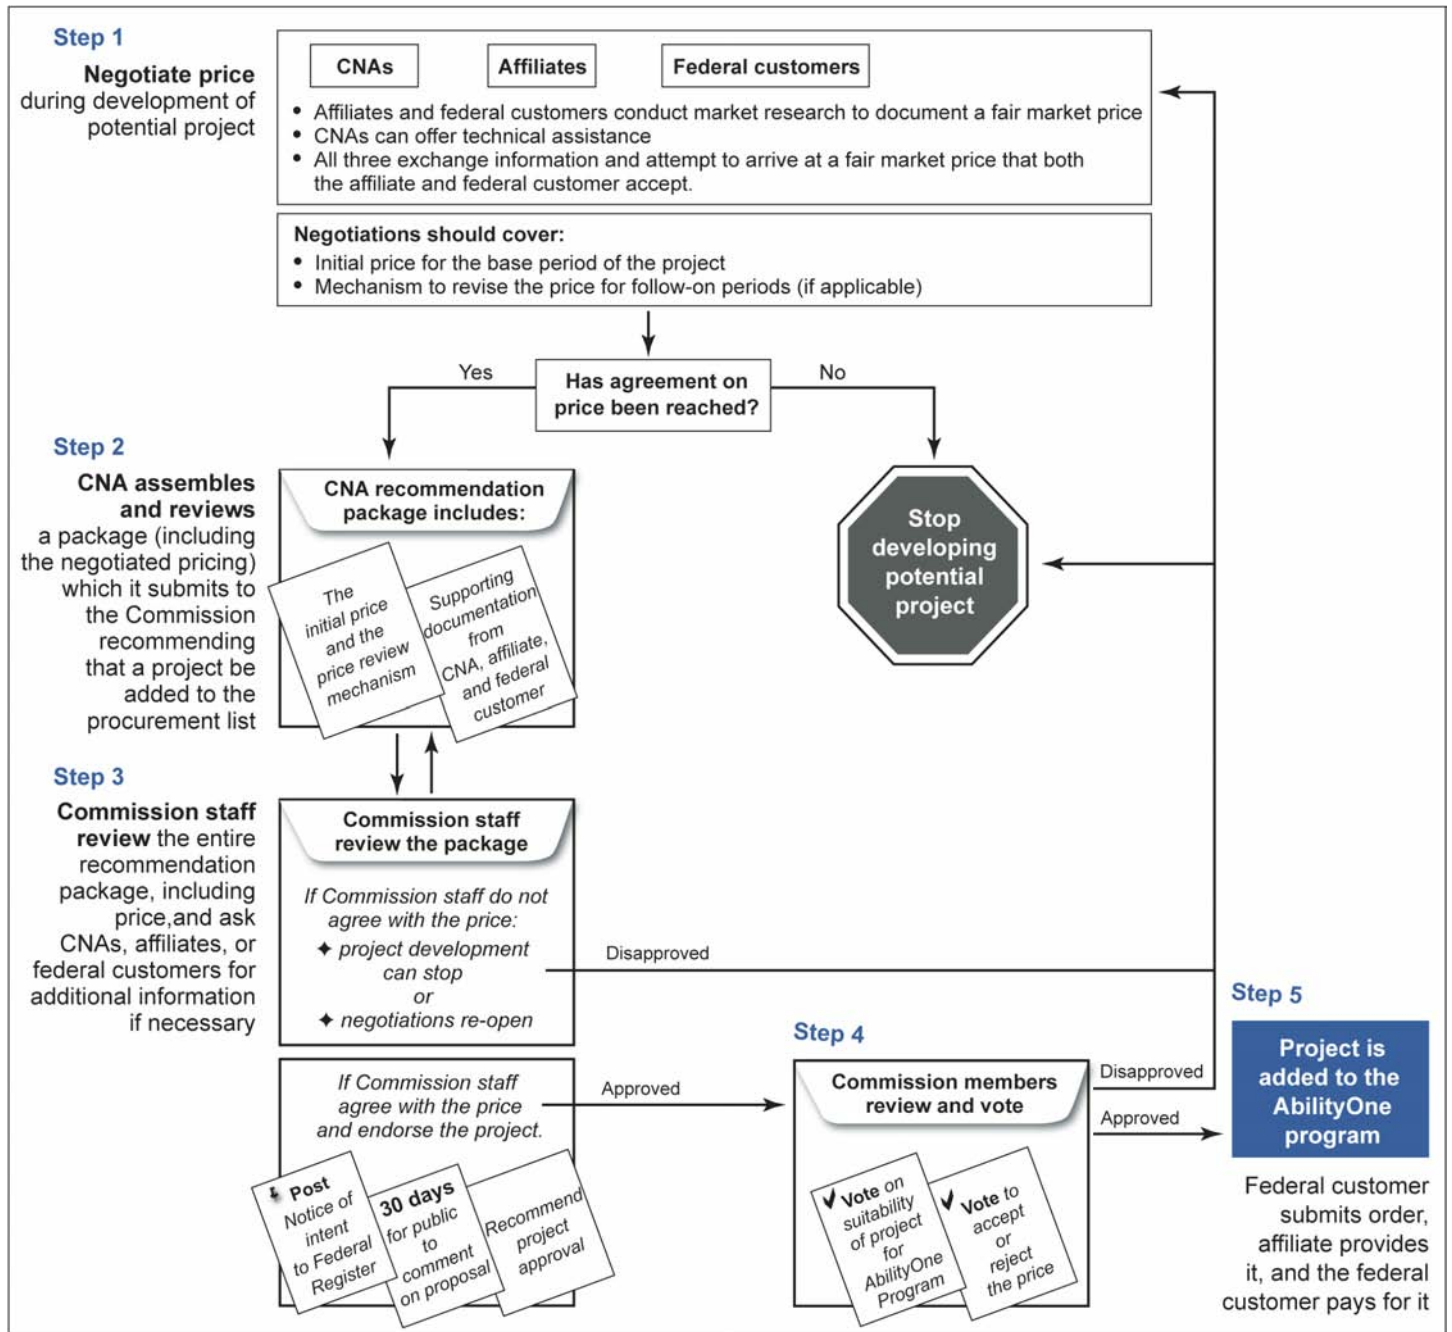 Step 1
Negotiate price
during development of
potential project
CNAs
Affiliates
Federal customers
• Affiliates and federal customers conduct market research to document a fair market price
• CNAs can offer technical assistance
• All three exchange information and attempt to arrive at a fair market price that both
the affiliate and federal customer accept.
Negotiations should cover:
• Initial price for the base period of the project
• Mechanism to revise the price for follow-on periods (if applicable)
Yes
Has agreement on
price been reached?
No
Step 2
CNA assembles
and reviews
a package (including
the negotiated pricing)
which it submits to
the Commission
recommending
that a project be
added to the
procurement list
CNA recommendation
package includes:
The
initial price
and the
price review
mechanism
Supporting
documentation
from
CNA, affiliate,
and federal
customer
Stop
developing
potential
project
Step 3
Commission staff
review the entire
recommendation
package, including
price,and ask
CNAs, affiliates, or
federal customers for
additional information
if necessary
Commission staff
review the package
If Commission staff do not
agree with the price:
✦ project development
can stop
or
✦ negotiations re-open
Disapproved
If Commission staff
agree with the price
and endorse the project.
Approved
Post
Notice of
intent
to Federal
Register
30 days
for public
to
comment
on proposal
Recommend
project
approval
Step 4
Commission members
review and vote
✓ Vote on
suitability
of project
for
AbilityOne
Program
✓ Vote to
accept
or
reject
the price
Disapproved
Approved
Step 5
Project is
added to the
AbilityOne
program
Federal customer
submits order,
affiliate provides
it, and the federal
customer pays for it